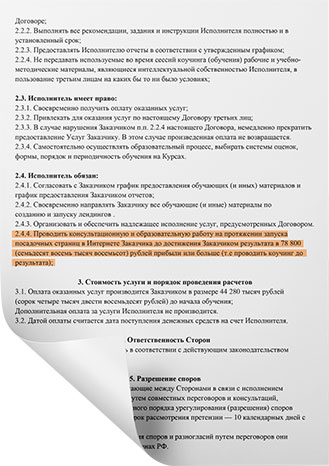 Договоре;
2.2.2. Выполнять все рекомендации, задания и инструкции Исполнителя полностью и в
установленный срок;
2.2.3. Предоставлять Исполнителю отчеты в соответствии с утвержденным графиком;
2.2.4. Не передавать используемые во время сессий коучинга (обучения) рабочие и учебно-
методические материалы, являющиеся интеллектуальной собственностью Исполнителя, в
пользование третьим лицам на каких бы то ни было условиях;
2.3. Исполнитель имеет право:
2.3.1. Своевременно получить оплату оказанных услуг;
2.3.2. Привлекать для оказания услуг по настоящему Договору третьих лиц;
2.3.3. В случае нарушения Заказчиком п.п. 2.2.4 настоящего Договора, немедленно прекратить
предоставление Услуг Заказчику. В этом случае произведенная оплата не возвращается.
2.3.4. Самостоятельно осуществлять образовательный процесс, выбирать системы оценок,
формы, порядок и периодичность обучения на Курсах.
2.4. Исполнитель обязан:
2.4.1. Согласовать с Заказчиком график предоставления обучающих (и иных) материалов и
график предоставления Заказчиком отчетов;
2.4.2. Своевременно направлять Заказчику все обучающие (и иные) материалы по
созданию и запуску лендингов .
2.4.3. Организовать и обеспечить надлежащее исполнение услуг, предусмотренных Договором.
2.4.4. Проводить консультационную и образовательную работу на протяжении запуска
посадочных страниц в Интернете Заказчика до достижения Заказчиком результата в 78 800
(семьдесят восемь тысяч восемьсот) рублей прибыли или больше (т.е проводить коучинг до
результата);
3. Стоимость услуги и порядок проведения расчетов
3.1. Оплата оказанных услуг производится Заказчиком в размере 44 280 тысяч рублей
(сорок четыре тысячи двести восемьдесят рублей) до начала обучения;
Дополнительная оплата за услуги Исполнителя не производится.
3.2. Датой оплаты считается дата поступления денежных средств на счет Исполнителя.
Ответственность Сторон
ь в соответствии с действующим законодательством
5. Разрешение споров
ающие между Сторонами в связи с исполнением
утем совместных переговоров и консультаций,
ного порядка урегулирования (разрешения) споров
рок рассмотрения претензии — 10 календарных дней с
ия споров и разногласий путем переговоров они
нах РФ.